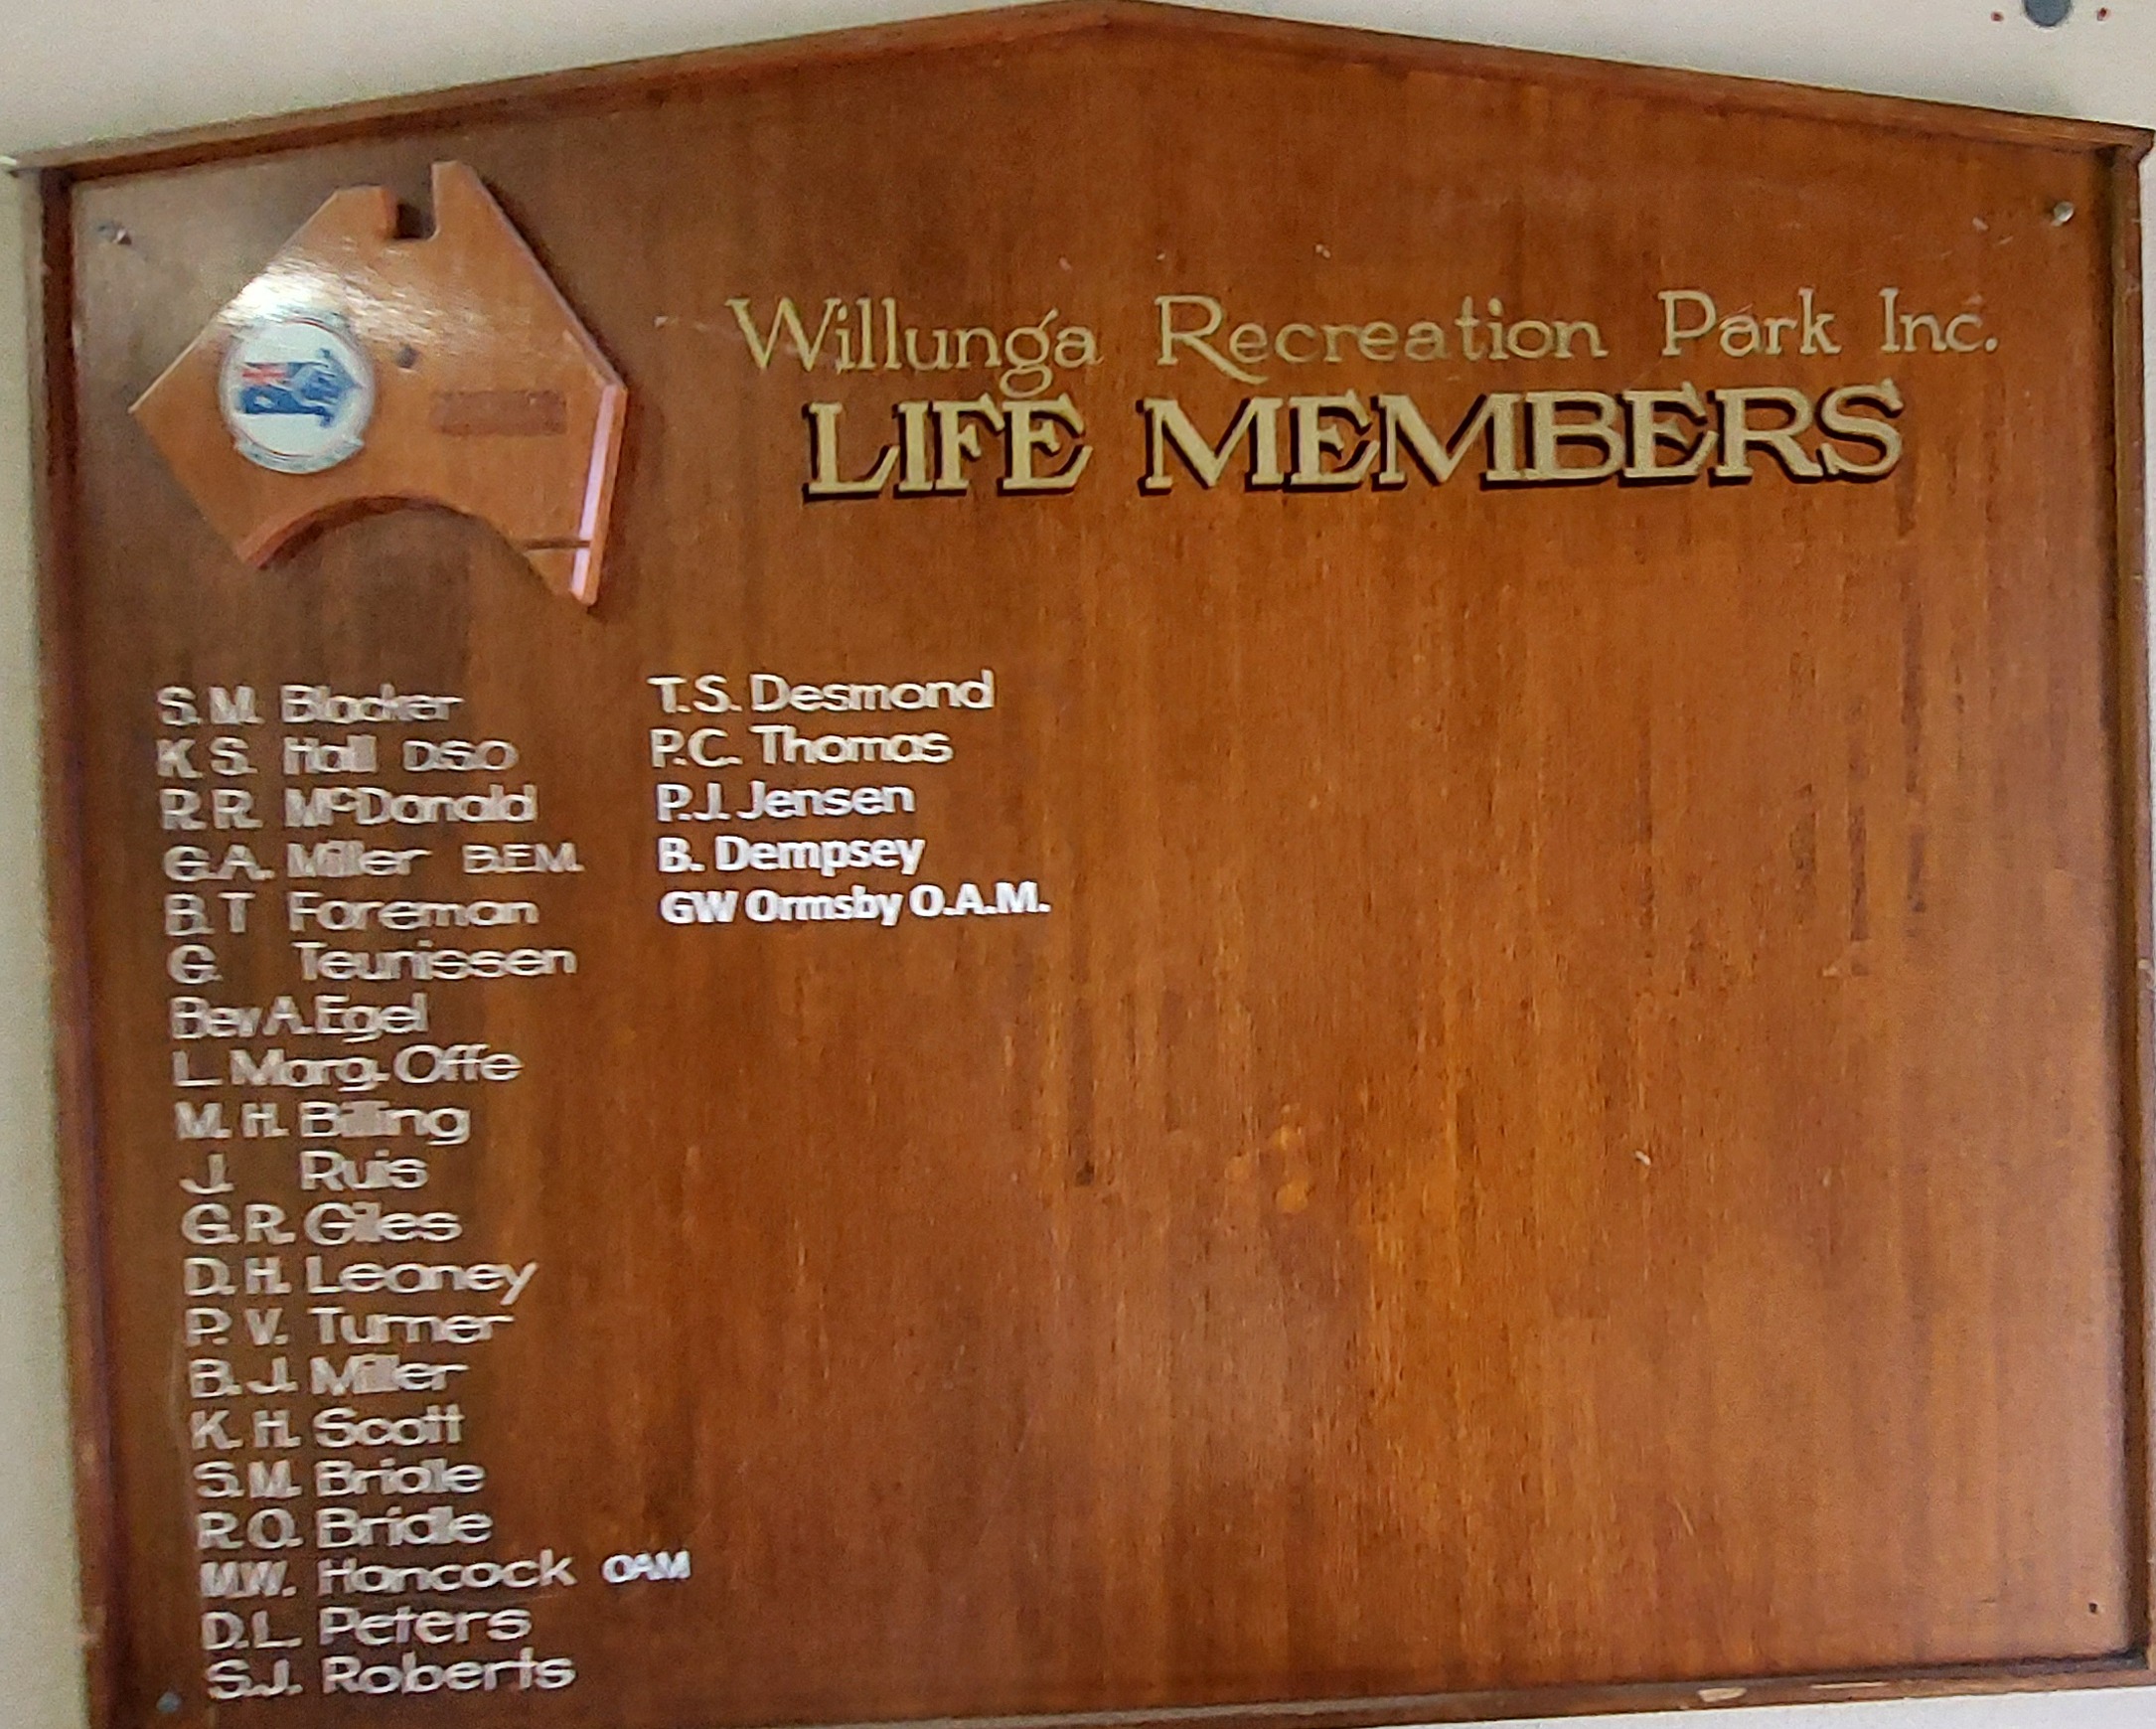 Willunga Recreation Park Inc.
LIFE MEMBERS
S.M. Blacker
K.S. Hall DSO
R.R. McDonald
G.A. Miller B.E.M.
B.T Foreman
G. Teunissen
Bev A. Egel
L. Marg. Offe
M.H. Billing
J. Ruis
G.R. Giles
D.H. Leaney
P.V. Turner
B.J. Miller
K.H. Scott
S.M. Bridle
R.O. Bridle
M.W. Hancock OAM
D.L. Peters
S.J. Roberts
T.S. Desmond
P.C. Thomas
P.J. Jensen
B. Dempsey
GW Ormsby O.A.M.